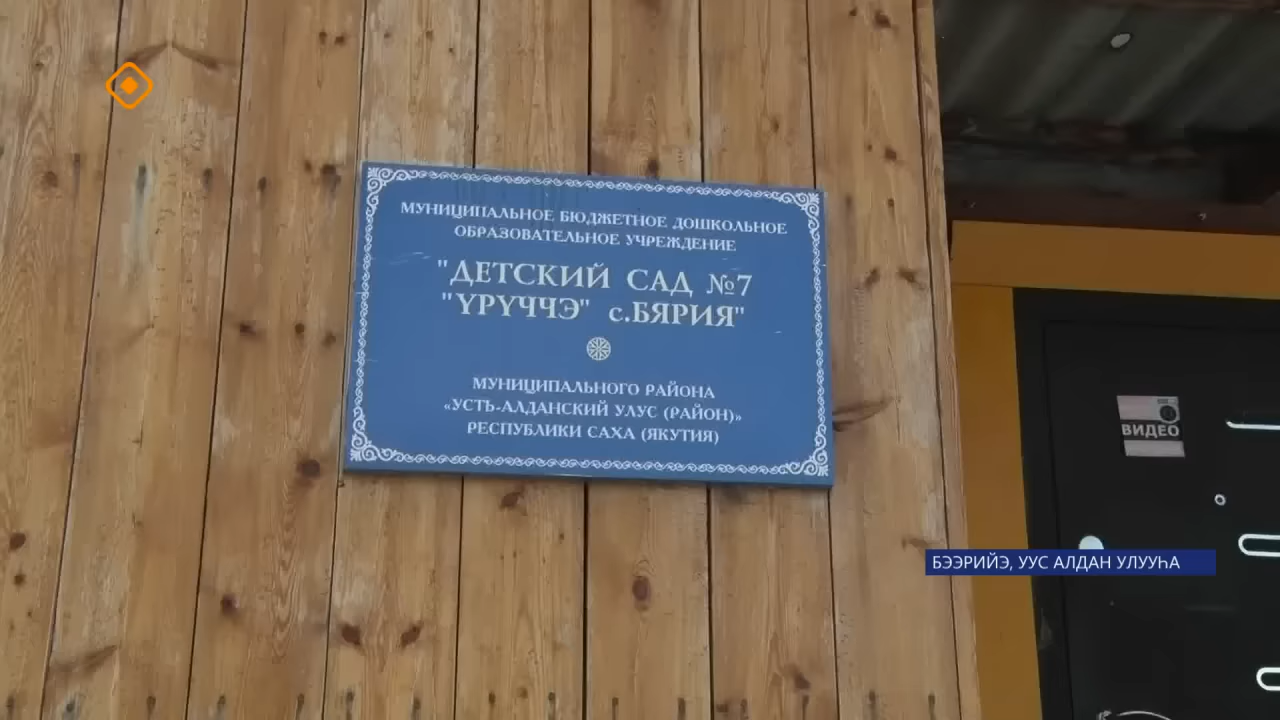 МУНИЦИПАЛЬНОЕ БЮДЖЕТНОЕ ДОШКОЛЬНОЕ
ОБРАЗОВАТЕЛЬНОЕ УЧРЕЖДЕНИЕ
"ДЕТСКИЙ САД №7
"ҮРҮЧЧЭ" с.БЯРИЯ"
МУНИЦИПАЛЬНОГО РАЙОНА
«УСТЬ-АЛДАНСКИЙ УЛУС (РАЙОН)»
РЕСПУБЛИКИ САХА (ЯКУТИЯ)
ВИДЕО
БЭЭРИЙЭ, УУС АЛДАН УЛУУҺА